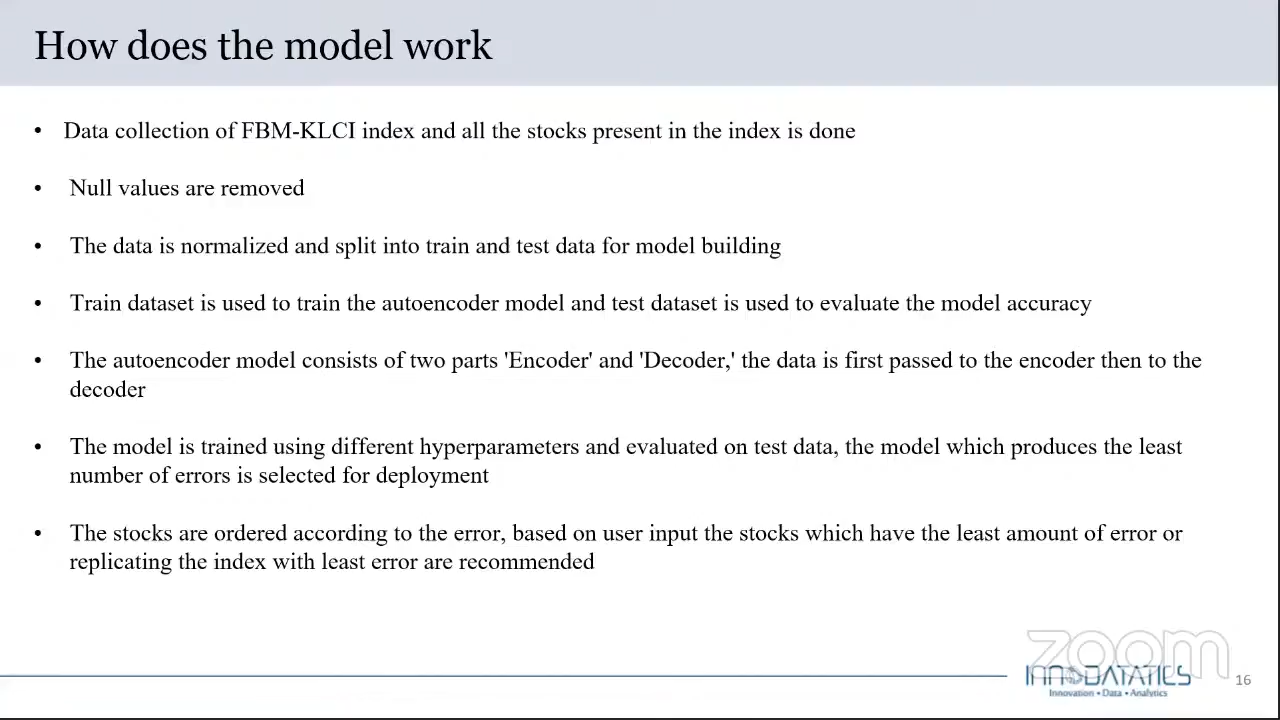 How does the model work
• Data collection of FBM-KLCI index and all the stocks present in the index is done
• Null values are removed
• The data is normalized and split into train and test data for model building
• Train dataset is used to train the autoencoder model and test dataset is used to evaluate the model accuracy
• The autoencoder model consists of two parts 'Encoder' and 'Decoder,' the data is first passed to the encoder then to the
decoder
• The model is trained using different hyperparameters and evaluated on test data, the model which produces the least
number of errors is selected for deployment
• The stocks are ordered according to the error, based on user input the stocks which have the least amount of error or
replicating the index with least error are recommended
zoom
INNODATATICS
Innovation • Data • Analytics
16